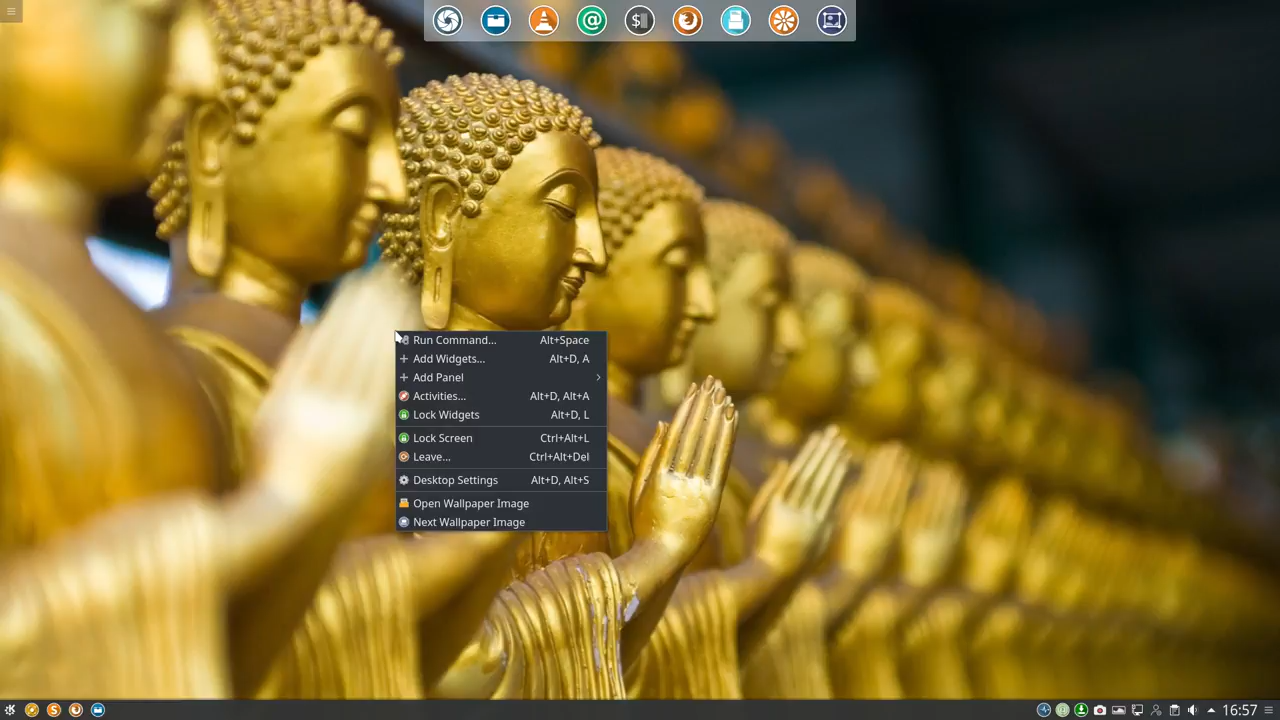 Run Command... Alt+Space
Add Widgets... Alt+D, A
Add Panel
Activities... Alt+D, Alt+A
Lock Widgets Alt+D, L
Lock Screen Ctrl+Alt+L
Leave... Ctrl+Alt+Del
Desktop Settings Alt+D, Alt+S
Open Wallpaper Image
Next Wallpaper Image
16:57